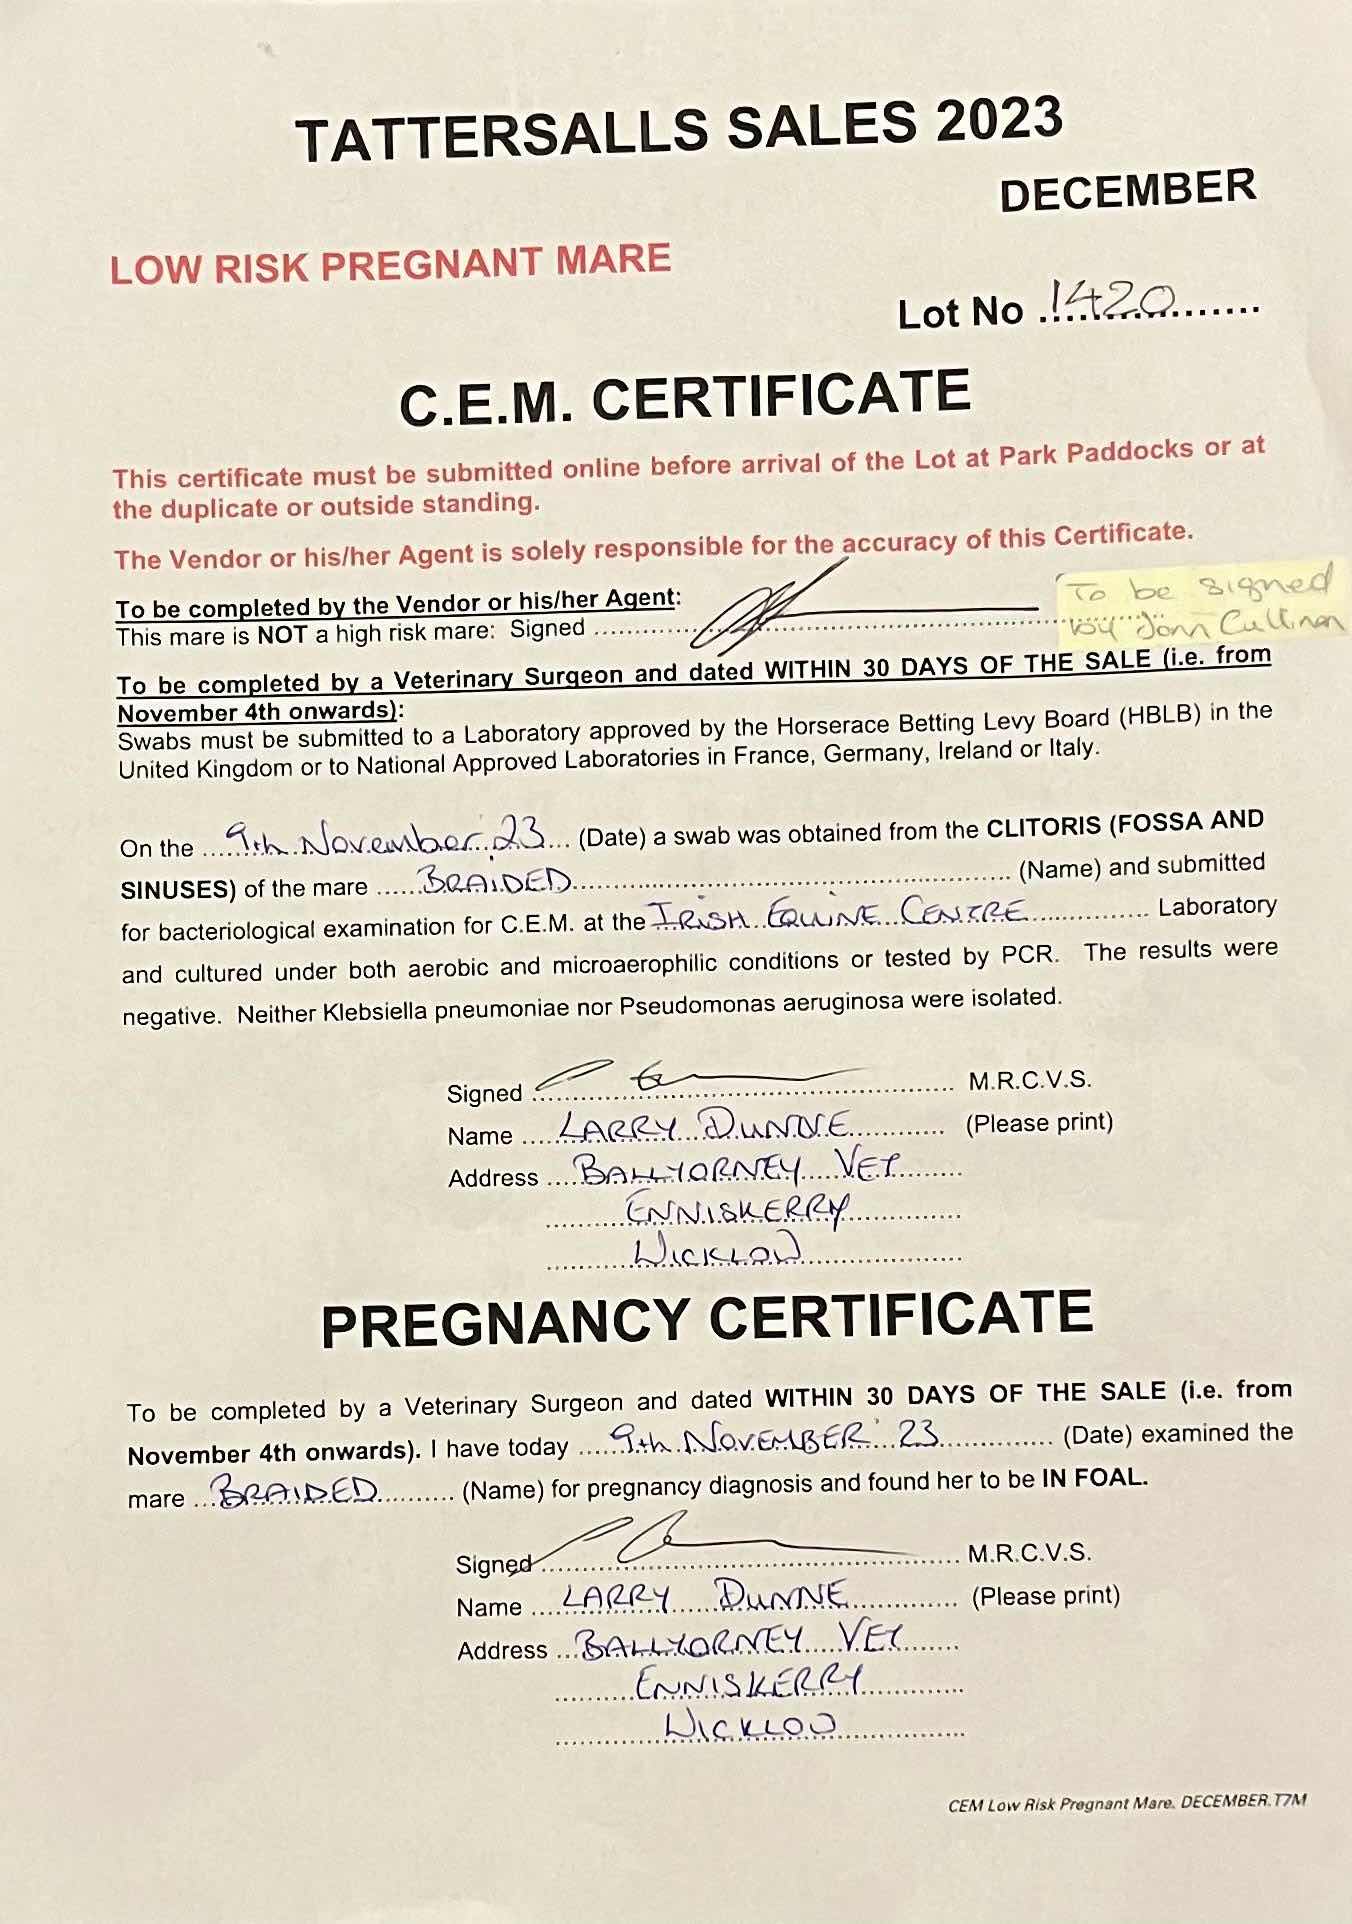 TATTERSALLS SALES 2023
DECEMBER
LOW RISK PREGNANT MARE
Lot No 1420
C.E.M. CERTIFICATE
This certificate must be submitted online before arrival of the Lot at Park Paddocks or at
the duplicate or outside standing.
The Vendor or his/her Agent is solely responsible for the accuracy of this Certificate.
To be completed by the Vendor or his/her Agent:
This mare is NOT a high risk mare: Signed
To be signed
by John Cullinan
To be completed by a Veterinary Surgeon and dated WITHIN 30 DAYS OF THE SALE (i.e. from
November 4th onwards):
Swabs must be submitted to a Laboratory approved by the Horserace Betting Levy Board (HBLB) in the
United Kingdom or to National Approved Laboratories in France, Germany, Ireland or Italy.
On the 9th November '23 (Date) a swab was obtained from the CLITORIS (FOSSA AND
SINUSES) of the mare BRAIDED (Name) and submitted
for bacteriological examination for C.E.M. at the IRISH EQUINE CENTRE Laboratory
and cultured under both aerobic and microaerophilic conditions or tested by PCR. The results were
negative. Neither Klebsiella pneumoniae nor Pseudomonas aeruginosa were isolated.
Signed M.R.C.V.S.
Name LARRY DUNNE (Please print)
Address BALLYORNEY VET
ENNISKERRY
WICKLOW
PREGNANCY CERTIFICATE
To be completed by a Veterinary Surgeon and dated WITHIN 30 DAYS OF THE SALE (i.e. from
November 4th onwards). I have today 9th NOVEMBER '23 (Date) examined the
mare BRAIDED (Name) for pregnancy diagnosis and found her to be IN FOAL.
Signed M.R.C.V.S.
Name LARRY DUNNE (Please print)
Address BALLYORNEY VET
ENNISKERRY
WICKLOW
CEM Low Risk Pregnant Mare. DECEMBER.T7M